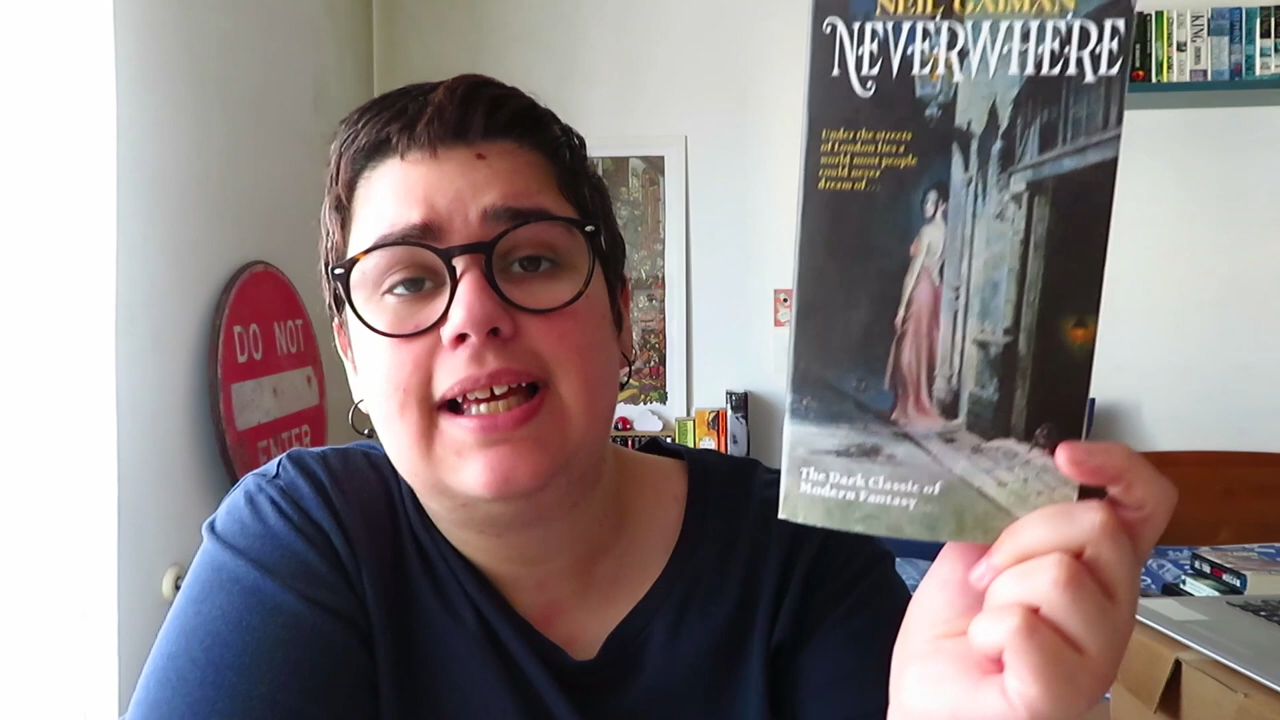 NEIL GAIMAN
NEVERWHERE
Under the streets
of London lies a
world most people
could never
dream of...
The Dark Classic of
Modern Fantasy
DO NOT
ENTER
KING